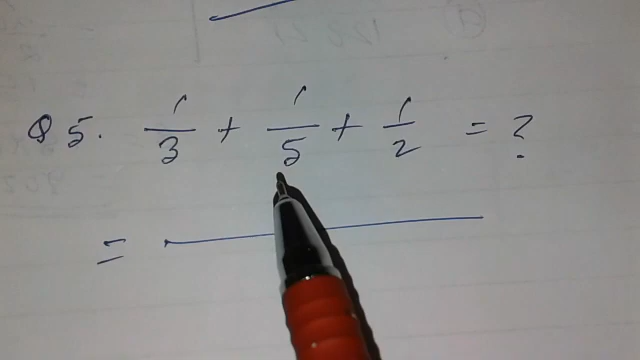 Q5. 1/3 + 1/5 + 1/2 = ?
=